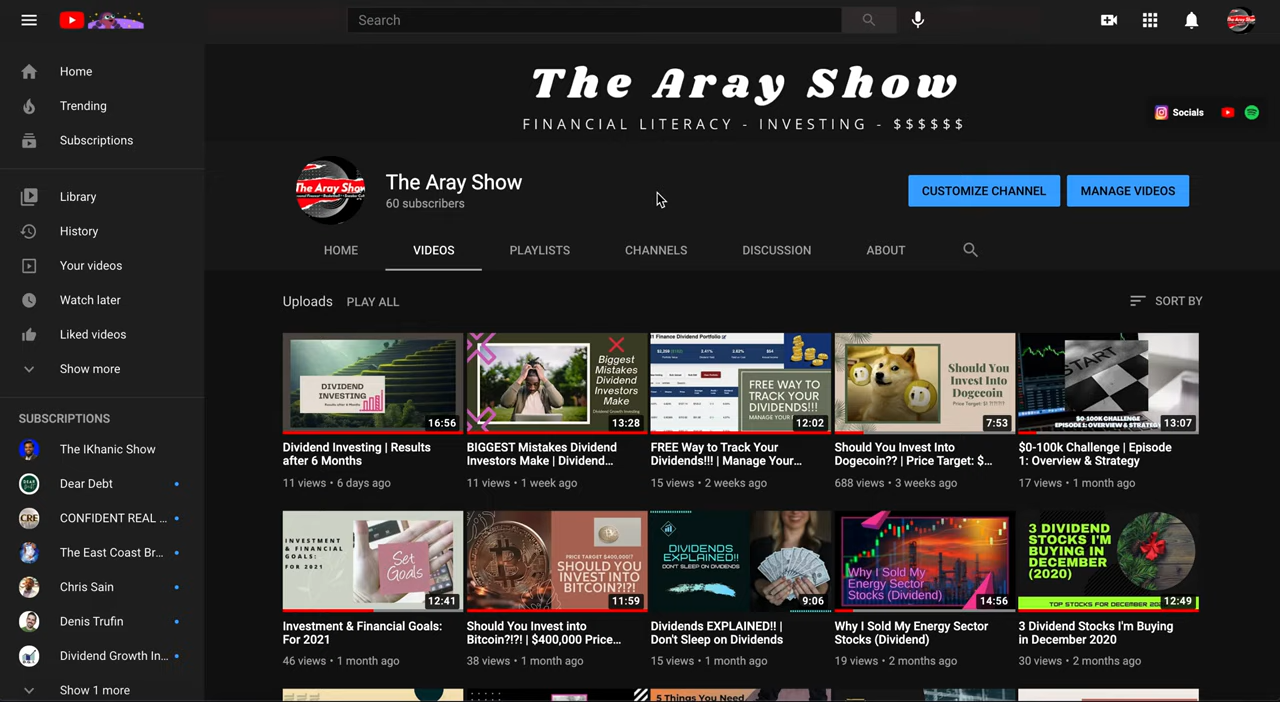 Search
The Aray Show
FINANCIAL LITERACY - INVESTING - $$$$$$
Socials
Home
Trending
Subscriptions
Library
History
Your videos
Watch later
Liked videos
Show more
SUBSCRIPTIONS
The IKhanic Show
Dear Debt
CONFIDENT REAL ...
The East Coast Br...
Chris Sain
Denis Trufin
Dividend Growth In...
Show 1 more
The Aray Show
The Aray Show
60 subscribers
CUSTOMIZE CHANNEL
MANAGE VIDEOS
HOME
VIDEOS
PLAYLISTS
CHANNELS
DISCUSSION
ABOUT
Uploads
PLAY ALL
SORT BY
DIVIDEND
INVESTING
16:56
Dividend Investing | Results
after 6 Months
11 views • 6 days ago
Biggest
Mistakes
Dividend
Investors
Make
13:28
BIGGEST Mistakes Dividend
Investors Make | Dividend...
11 views • 1 week ago
FREE WAY TO
TRACK YOUR
DIVIDENDS!!!
12:02
FREE Way to Track Your
Dividends!!! | Manage Your...
15 views • 2 weeks ago
Should You
Invest Into
Dogecoin
7:53
Should You Invest Into
Dogecoin?? | Price Target: $...
688 views • 3 weeks ago
START
$0-100K CHALLENGE
EPISODE 1: OVERVIEW & STRATEGY
13:07
$0-100k Challenge | Episode
1: Overview & Strategy
17 views • 1 month ago
INVESTMENT
& FINANCIAL
GOALS:
FOR 2021
Set
Goals
12:41
Investment & Financial Goals:
For 2021
46 views • 1 month ago
PRICE TARGET $400,000!?
SHOULD YOU
INVEST INTO
BITCOIN?!?!
11:59
Should You Invest into
Bitcoin?!?! | $400,000 Price...
38 views • 1 month ago
DIVIDENDS
EXPLAINED!!
DON'T SLEEP ON DIVIDENDS
9:06
Dividends EXPLAINED!! |
Don't Sleep on Dividends
15 views • 1 month ago
Why I Sold My
Energy Sector
Stocks (Dividend)
14:56
Why I Sold My Energy Sector
Stocks (Dividend)
19 views • 2 months ago
3 DIVIDEND
STOCKS I'M
BUYING IN
DECEMBER
(2020)
TOP STOCKS FOR DECEMBER 202
12:49
3 Dividend Stocks I'm Buying
in December 2020
30 views • 2 months ago
5 Things You Need